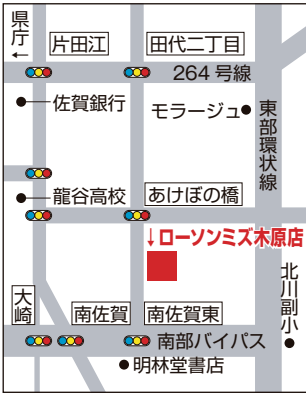 県庁
←
片田江
田代二丁目
264号線
佐賀銀行
モラージュ
東部環状線
龍谷高校
あけぼの橋
↓ローソンミズ木原店
北川副小
大崎
南佐賀
南佐賀東
南部バイパス
明林堂書店